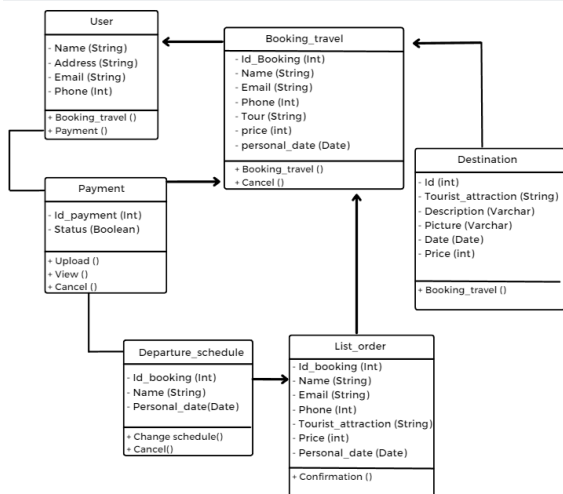 User
- Name (String)
- Address (String)
- Email (String)
- Phone (Int)
+ Booking_travel ()
+ Payment ()
Booking_travel
- Id_Booking (Int)
- Name (String)
- Email (String)
- Phone (Int)
- Tour (String)
- price (int)
- personal_date (Date)
+ Booking_travel ()
+ Cancel ()
Destination
- Id (int)
- Tourist_attraction (String)
- Description (Varchar)
- Picture (Varchar)
- Date (Date)
- Price (int)
+ Booking_travel ()
Payment
- Id_payment (Int)
- Status (Boolean)
+ Upload ()
+ View ()
+ Cancel ()
Departure_schedule
- Id_booking (Int)
- Name (String)
- Personal_date(Date)
+ Change schedule()
+ Cancel()
List_order
- Id_booking (Int)
- Name (String)
- Email (String)
- Phone (Int)
- Tourist_attraction (String)
- Price (int)
- Personal_date (Date)
+ Confirmation ()